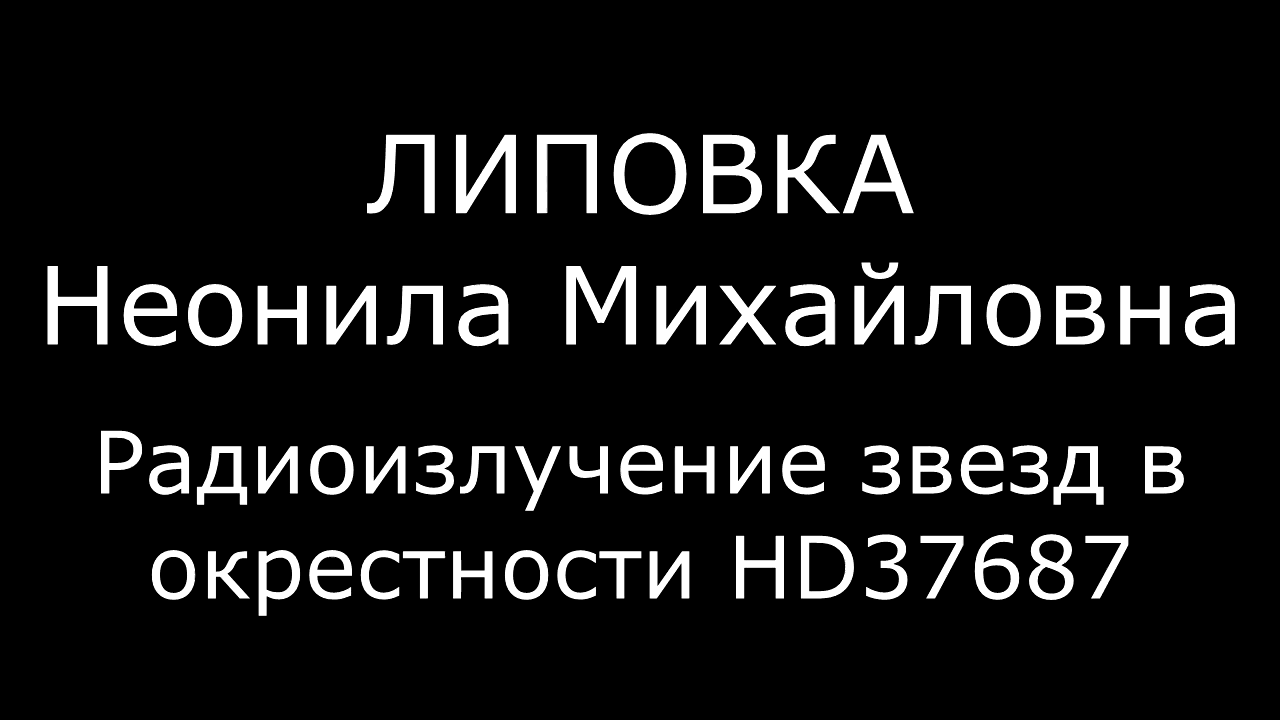 ЛИПОВКА
Неонила Михайловна
Радиоизлучение звезд в
окрестности HD37687